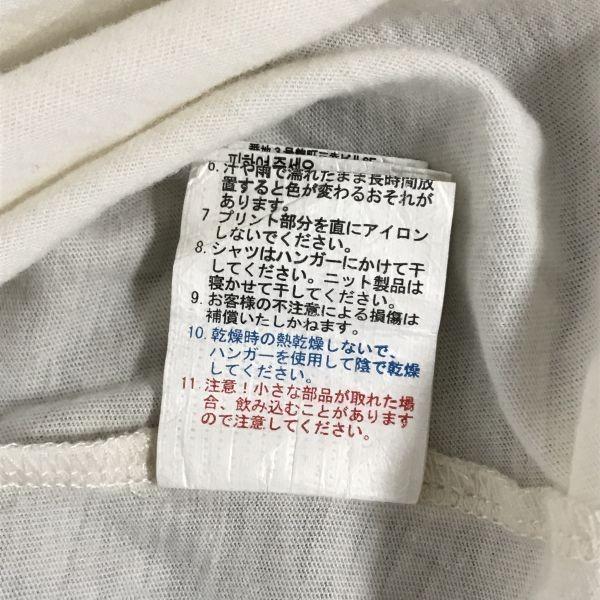 피하십시오
6. 汗や雨で濡れたまま長時間放
置すると色が変わるおそれが
あります。
7 プリント部分を直にアイロン
しないでください。
8. シャツはハンガーにかけて干
してください。ニット製品は
寝かせて干してください。
9. お客様の不注意による損傷は
補償いたしかねます。
10. 乾燥時の熱乾燥しないで、
ハンガーを使用して陰で乾燥
してください。
11. 注意！小さな部品が取れた場
合、飲み込むことがあります
ので注意してください。